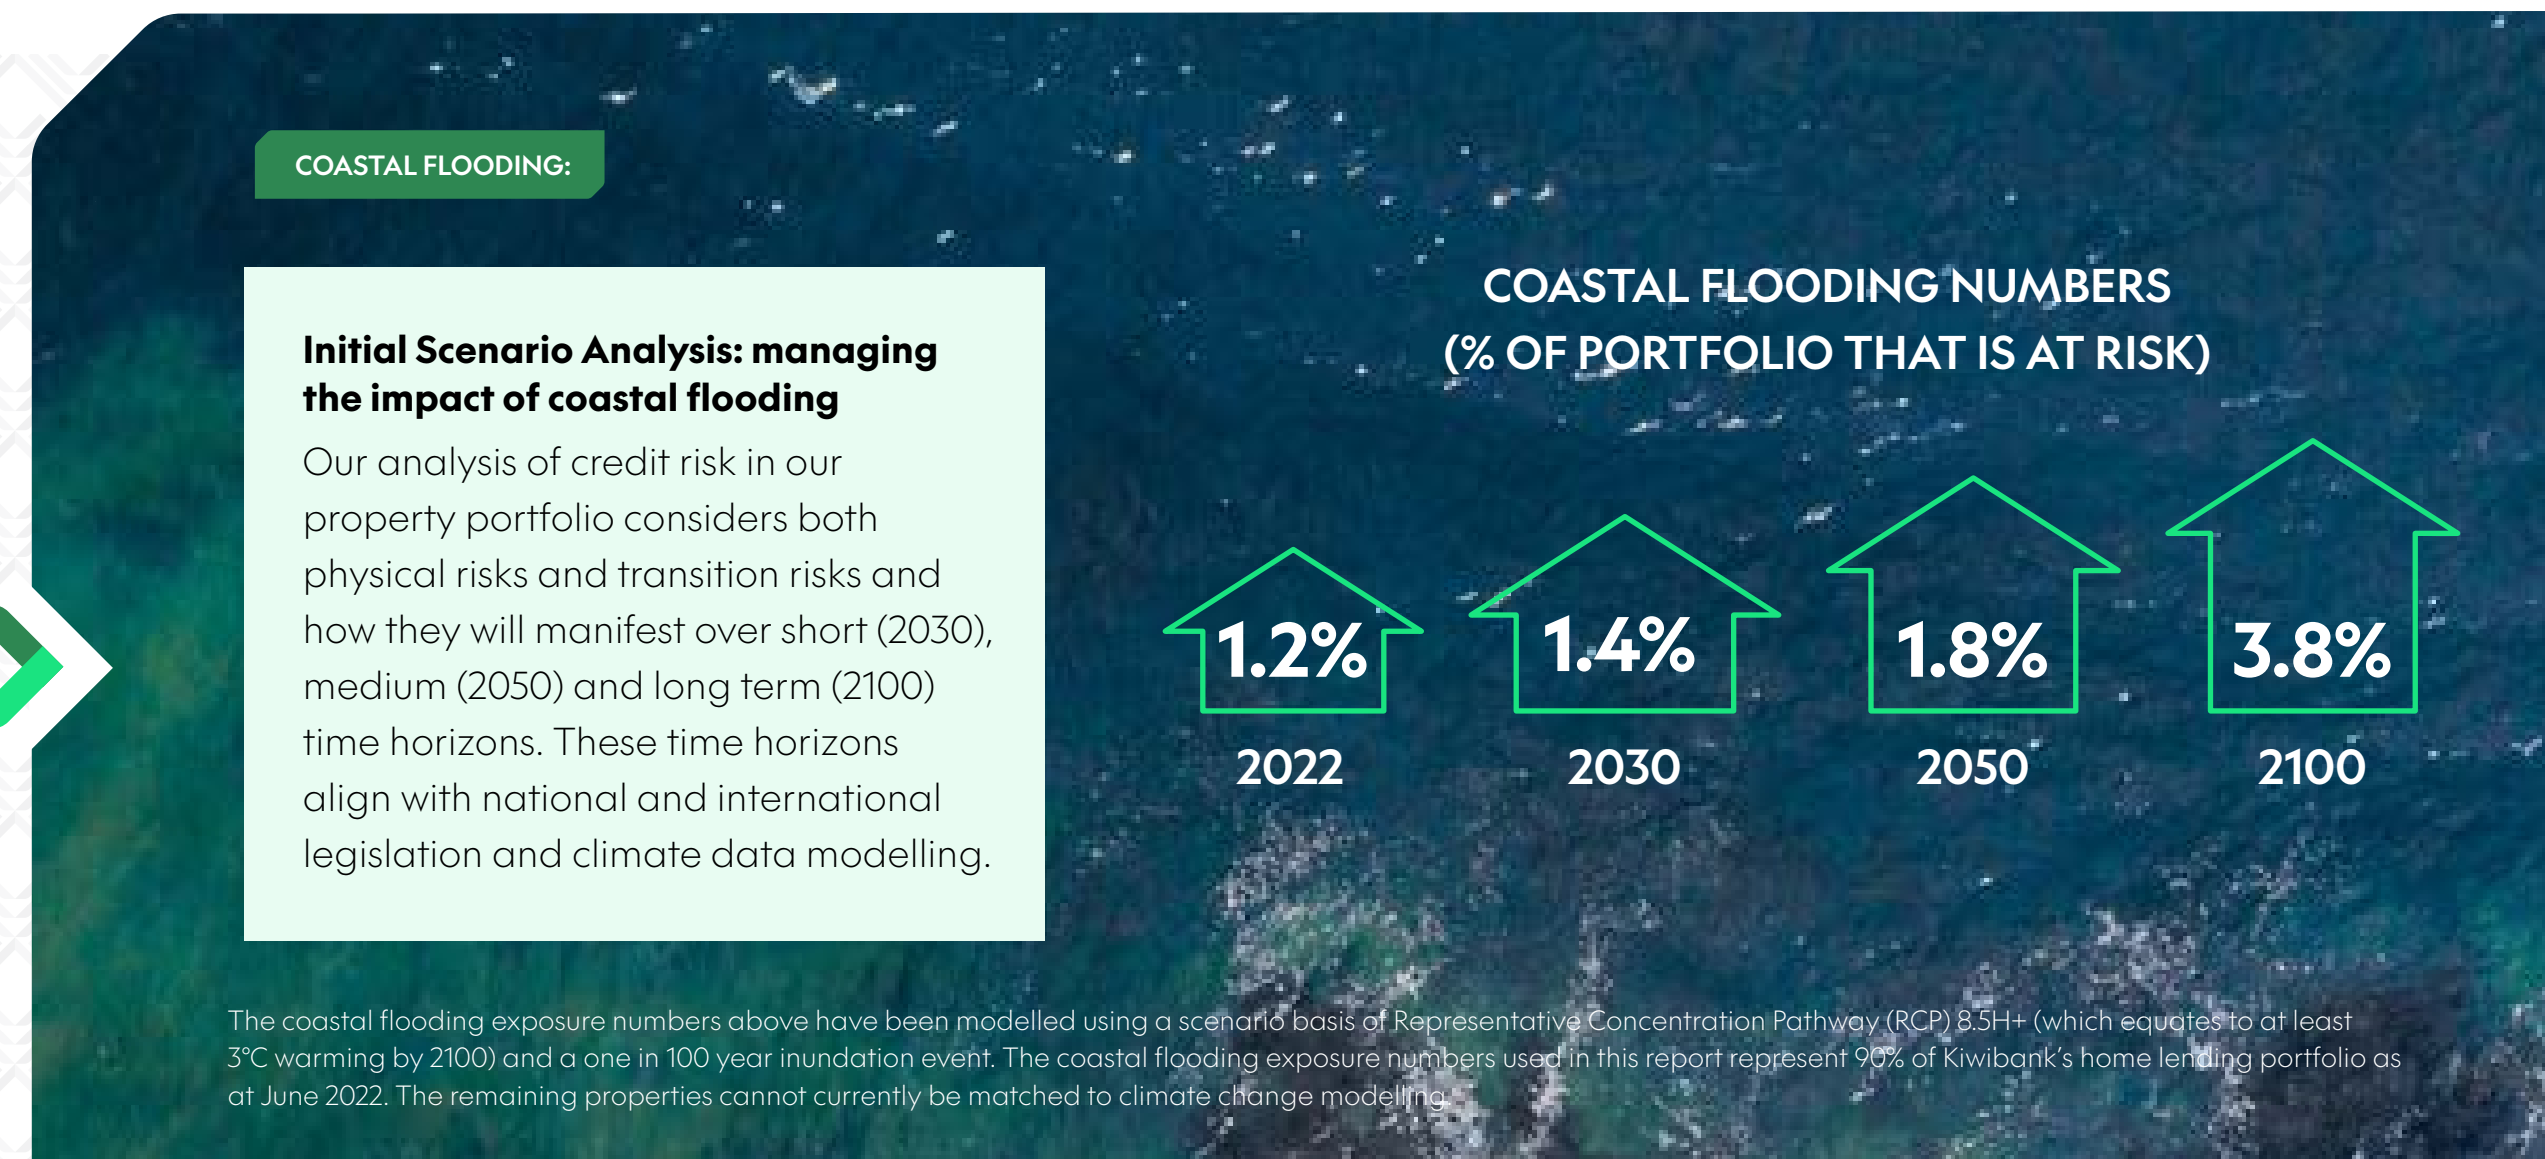 COASTAL FLOODING:
Initial Scenario Analysis: managing
the impact of coastal flooding
Our analysis of credit risk in our
property portfolio considers both
physical risks and transition risks and
how they will manifest over short (2030),
medium (2050) and long term (2100)
time horizons. These time horizons
align with national and international
legislation and climate data modelling.
COASTAL FLOODING NUMBERS
(% OF PORTFOLIO THAT IS AT RISK)
1.2% 1.4% 1.8% 3.8%
2022 2030 2050 2100
The coastal flooding exposure numbers above have been modelled using a scenario basis of Representative Concentration Pathway (RCP) 8.5H+ (which equates to at least
3°C warming by 2100) and a one in 100 year inundation event. The coastal flooding exposure numbers used in this report represent 90% of Kiwibank’s home lending portfolio as
at June 2022. The remaining properties cannot currently be matched to climate change modelling.